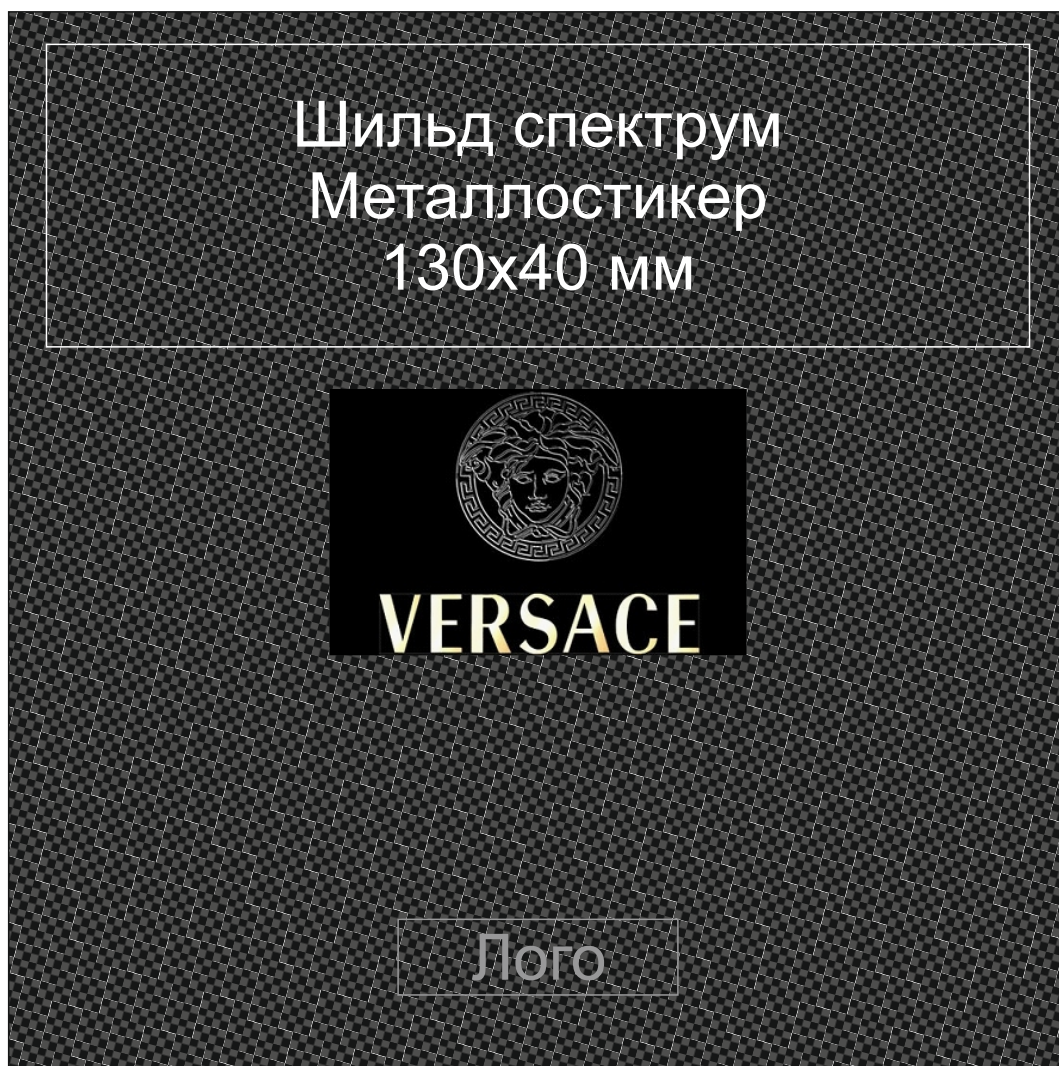 Шильд спектрум
Металлостикер
130х40 мм
VERSACE
Лого